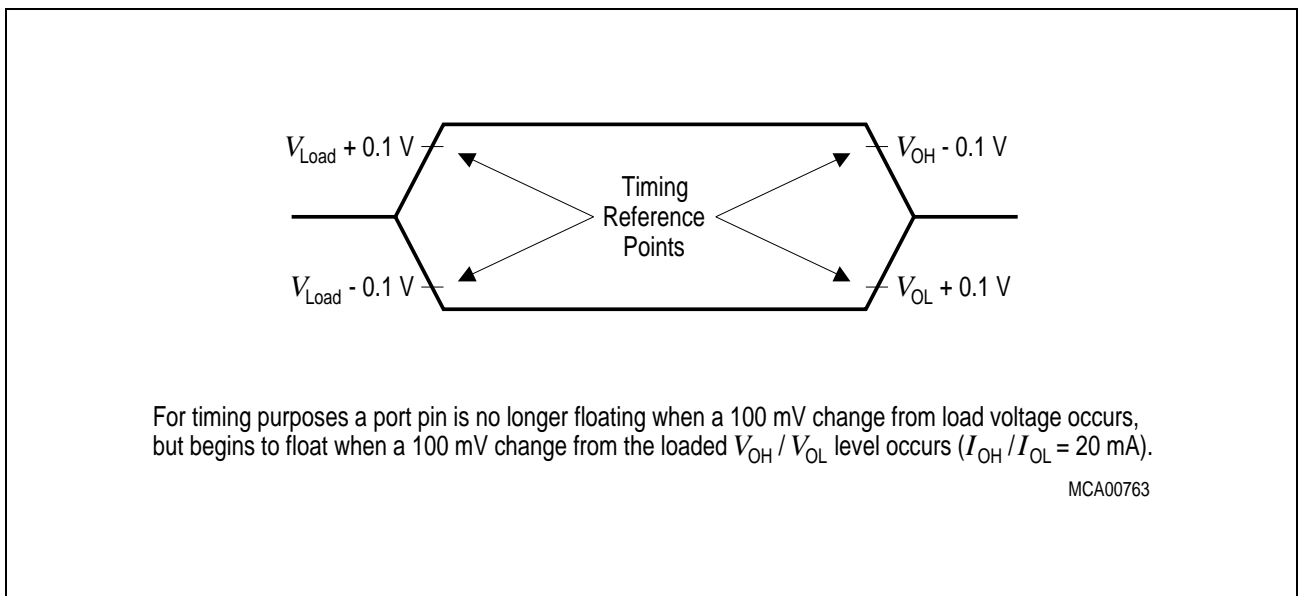 VLoad + 0.1 V
VOH - 0.1 V
Timing
Reference
Points
VLoad - 0.1 V
VOL + 0.1 V
For timing purposes a port pin is no longer floating when a 100 mV change from load voltage occurs,
but begins to float when a 100 mV change from the loaded VOH / VOL level occurs (IOH /IOL = 20 mA).
MCA00763